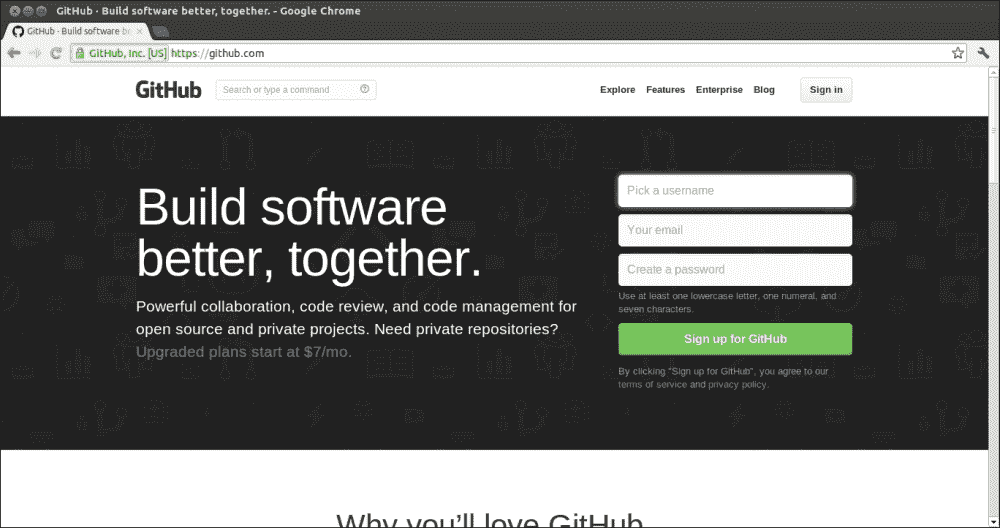 GitHub · Build software better, together. - Google Chrome
GitHub · Build software be
GitHub, Inc. [US] https://github.com
GitHub
Search or type a command
Explore Features Enterprise Blog Sign in
Build software
better, together.
Powerful collaboration, code review, and code management for
open source and private projects. Need private repositories?
Upgraded plans start at $7/mo.
Pick a username
Your email
Create a password
Use at least one lowercase letter, one numeral, and
seven characters.
Sign up for GitHub
By clicking "Sign up for GitHub", you agree to our
terms of service and privacy policy.
Why you'll love GitHub